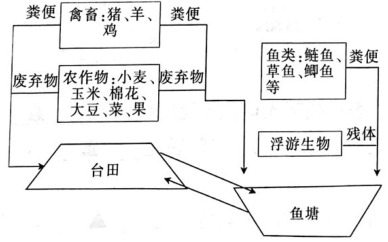 粪便
禽畜：猪、羊、
鸡
粪便
废弃物
农作物：小麦、
玉米、棉花、
大豆、菜、果
废弃物
鱼类：鲢鱼、
草鱼、鲫鱼
等
粪便
浮游生物
残体
台田
鱼塘